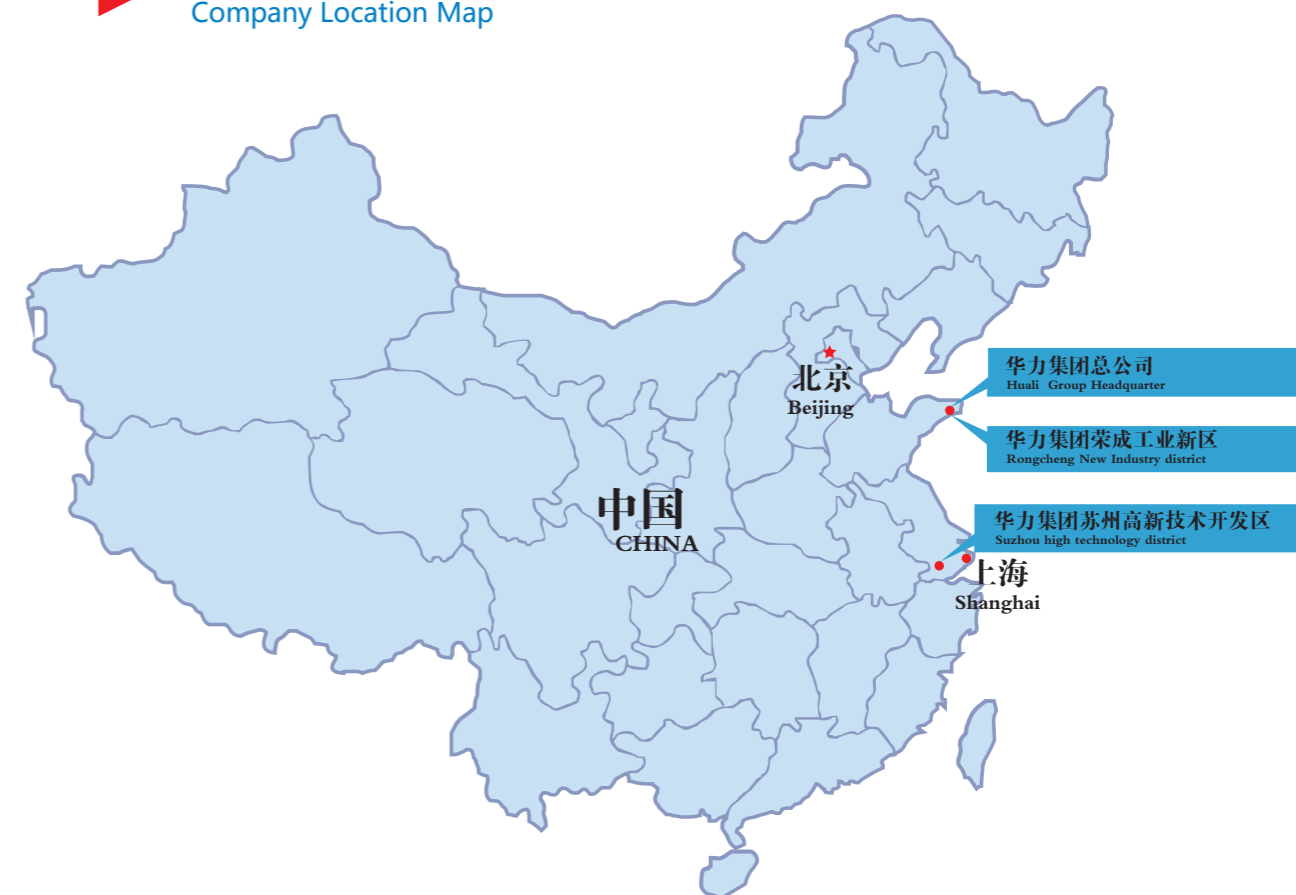 Company Location Map
华力集团总公司
Huali Group Headquarter
北京
Beijing
华力集团荣成工业新区
Rongcheng New Industry district
中国
CHINA
华力集团苏州高新技术开发区
Suzhou high technology district
上海
Shanghai